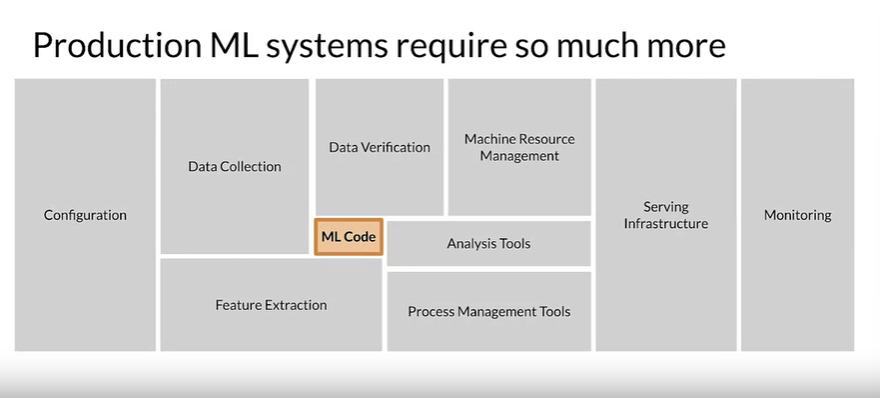 Production ML systems require so much more
Configuration
Data Collection
Data Verification
Machine Resource
Management
ML Code
Analysis Tools
Feature Extraction
Process Management Tools
Serving
Infrastructure
Monitoring